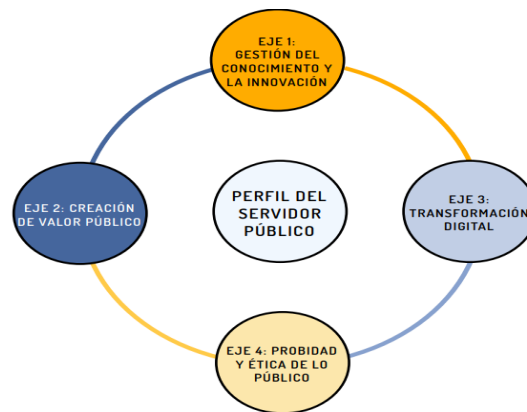 EJE 1:
GESTIÓN DEL
CONOCIMIENTO Y
LA INNOVACIÓN
EJE 2: CREACIÓN
DE VALOR PÚBLICO
PERFIL DEL
SERVIDOR
PÚBLICO
EJE 3:
TRANSFORMACIÓN
DIGITAL
EJE 4: PROBIDAD
Y ÉTICA DE LO
PÚBLICO